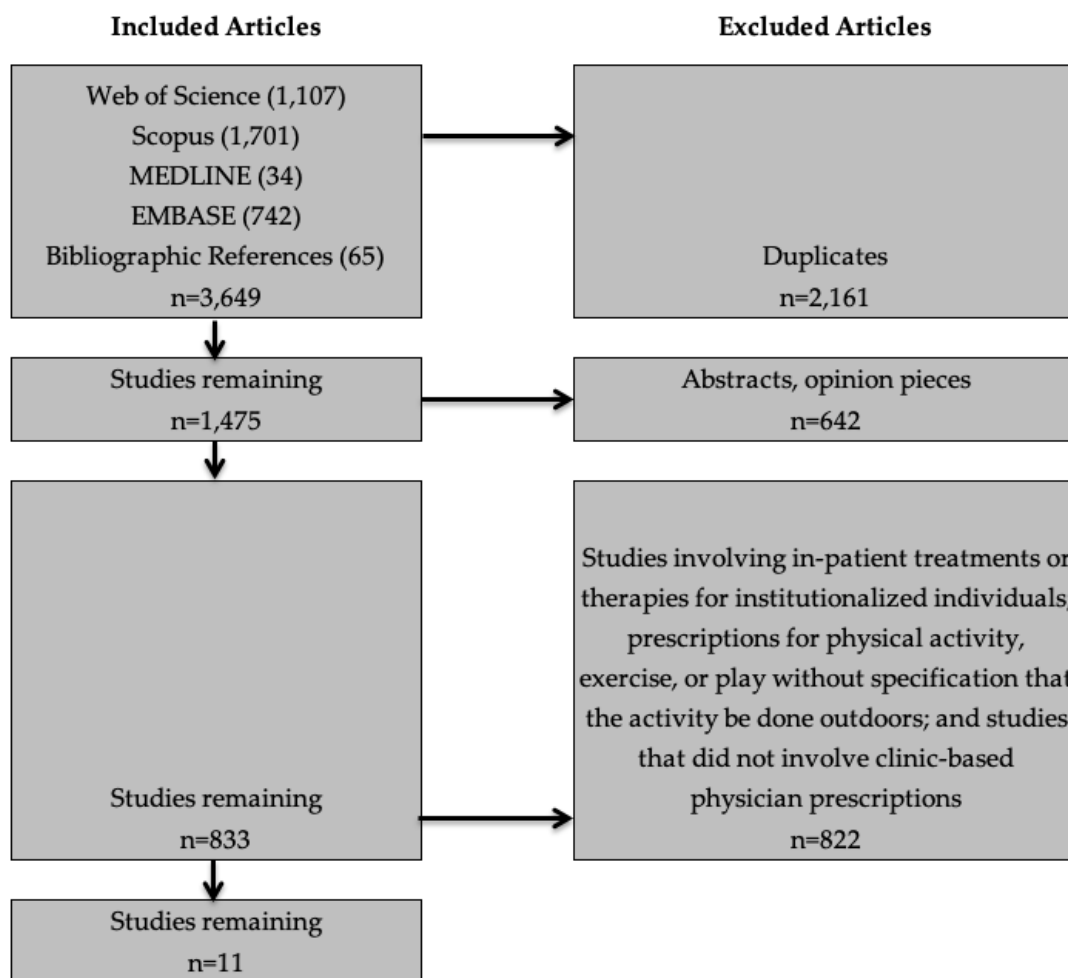 Included Articles
Excluded Articles
Web of Science (1,107)
Scopus (1,701)
MEDLINE (34)
EMBASE (742)
Bibliographic References (65)
n=3,649
Duplicates
n=2,161
Studies remaining
n=1,475
Abstracts, opinion pieces
n=642
Studies remaining
n=833
Studies involving in-patient treatments or
therapies for institutionalized individuals;
prescriptions for physical activity,
exercise, or play without specification that
the activity be done outdoors; and studies
that did not involve clinic-based
physician prescriptions
n=822
Studies remaining
n=11